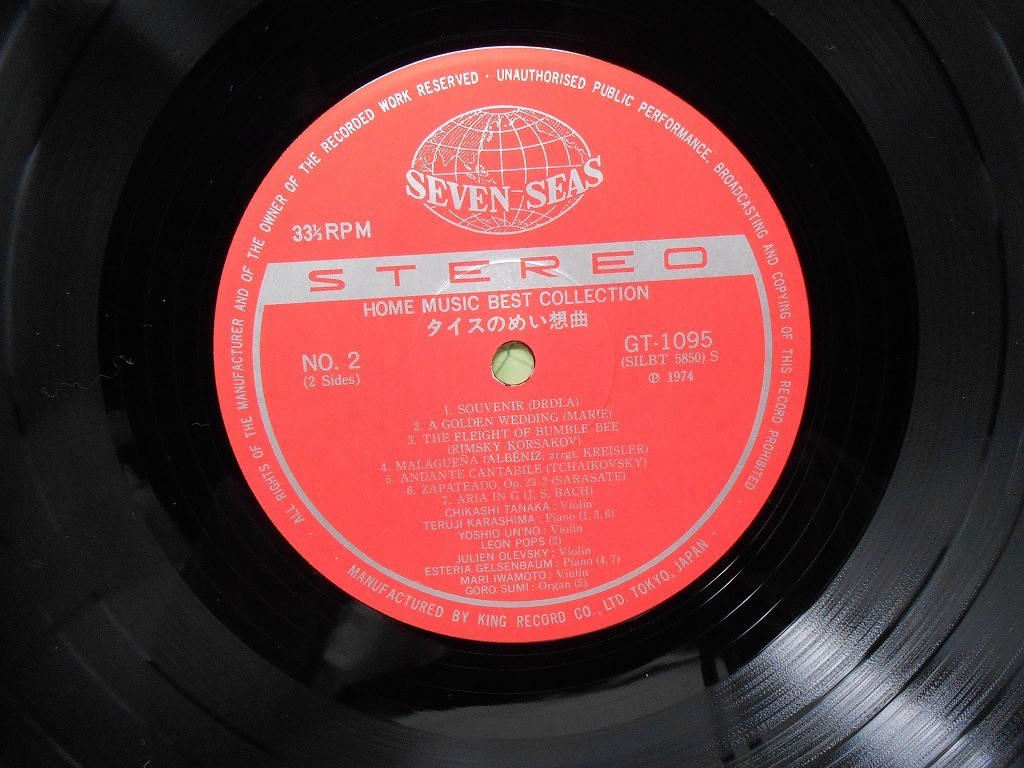 ALL RIGHTS OF THE MANUFACTURER AND OF THE OWNER OF THE RECORDED WORK RESERVED · UNAUTHORISED PUBLIC PERFORMANCE, BROADCASTING AND COPYING OF THIS RECORD PROHIBITED
SEVEN-SEAS
33⅓RPM
STEREO
HOME MUSIC BEST COLLECTION
タイスのめい想曲
NO. 2
(2 Sides)
GT-1095
(SILBT 5850) S
℗ 1974
1. SOUVENIR (DRDLA)
2. A GOLDEN WEDDING (MARIE)
3. THE FLEIGHT OF BUMBLE-BEE
(RIMSKY KORSAKOV)
4. MALAGUEÑA (ALBÉNIZ, arrgt. KREISLER)
5. ANDANTE CANTABILE (TCHAIKOVSKY)
6. ZAPATEADO, Op. 23-2 (SARASATE)
7. ARIA IN G (J. S. BACH)
CHIKASHI TANAKA : Violin
TERUJI KARASHIMA : Piano (1, 3, 6)
YOSHIO UN'NO : Violin
LEON POPS (2)
JULIEN OLEVSKY : Violin
ESTERIA GELSENBAUM : Piano (4, 7)
MARI IWAMOTO : Violin
GORO SUMI : Organ (5)
MANUFACTURED BY KING RECORD CO., LTD. TOKYO, JAPAN